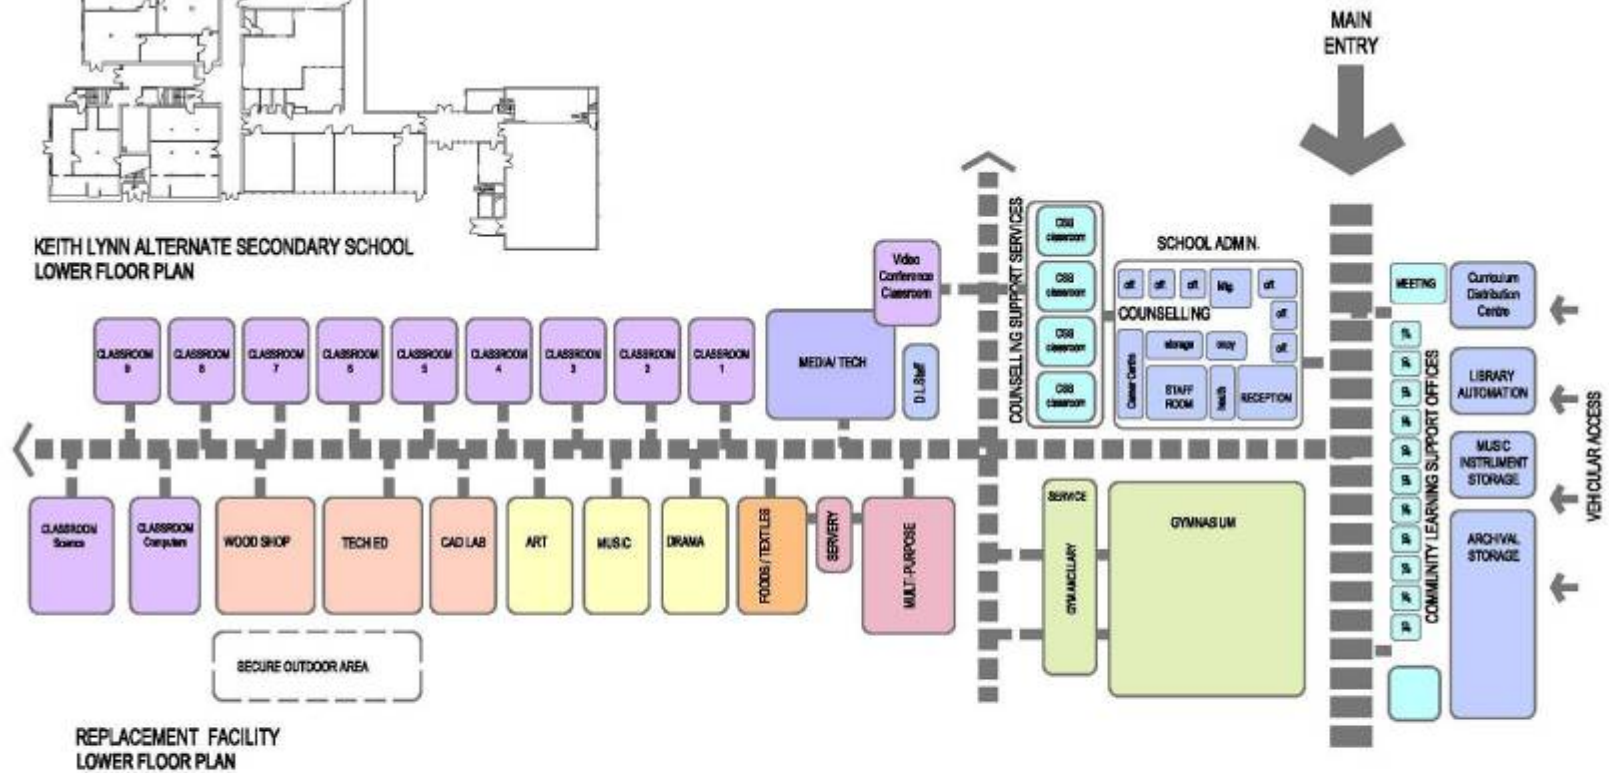 MAIN
ENTRY
KEITH LYNN ALTERNATE SECONDARY SCHOOL
LOWER FLOOR PLAN
COUNSELLING SUPPORT SERVICES
CSS
classroom
CSS
classroom
CSS
classroom
CSS
classroom
SCHOOL ADMIN.
off.
off.
off.
Mtg
off.
off.
off.
COUNSELLING
storage
copy
Career Centre
STAFF
ROOM
health
RECEPTION
MEETING
Curriculum
Distribution
Centre
LIBRARY
AUTOMATION
MUSIC
INSTRUMENT
STORAGE
ARCHIVAL
STORAGE
COMMUNITY LEARNING SUPPORT OFFICES
VEHICULAR ACCESS
Video
Conference
Classroom
MEDIA/ TECH
D.L.Staff
CLASSROOM
9
CLASSROOM
8
CLASSROOM
7
CLASSROOM
6
CLASSROOM
5
CLASSROOM
4
CLASSROOM
3
CLASSROOM
2
CLASSROOM
1
CLASSROOM
Science
CLASSROOM
Computers
WOOD SHOP
TECH ED
CAD LAB
ART
MUSIC
DRAMA
FOODS / TEXTILES
SERVERY
MULTI-PURPOSE
SERVICE
GYM ANCILLARY
GYMNASIUM
SECURE OUTDOOR AREA
REPLACEMENT FACILITY
LOWER FLOOR PLAN